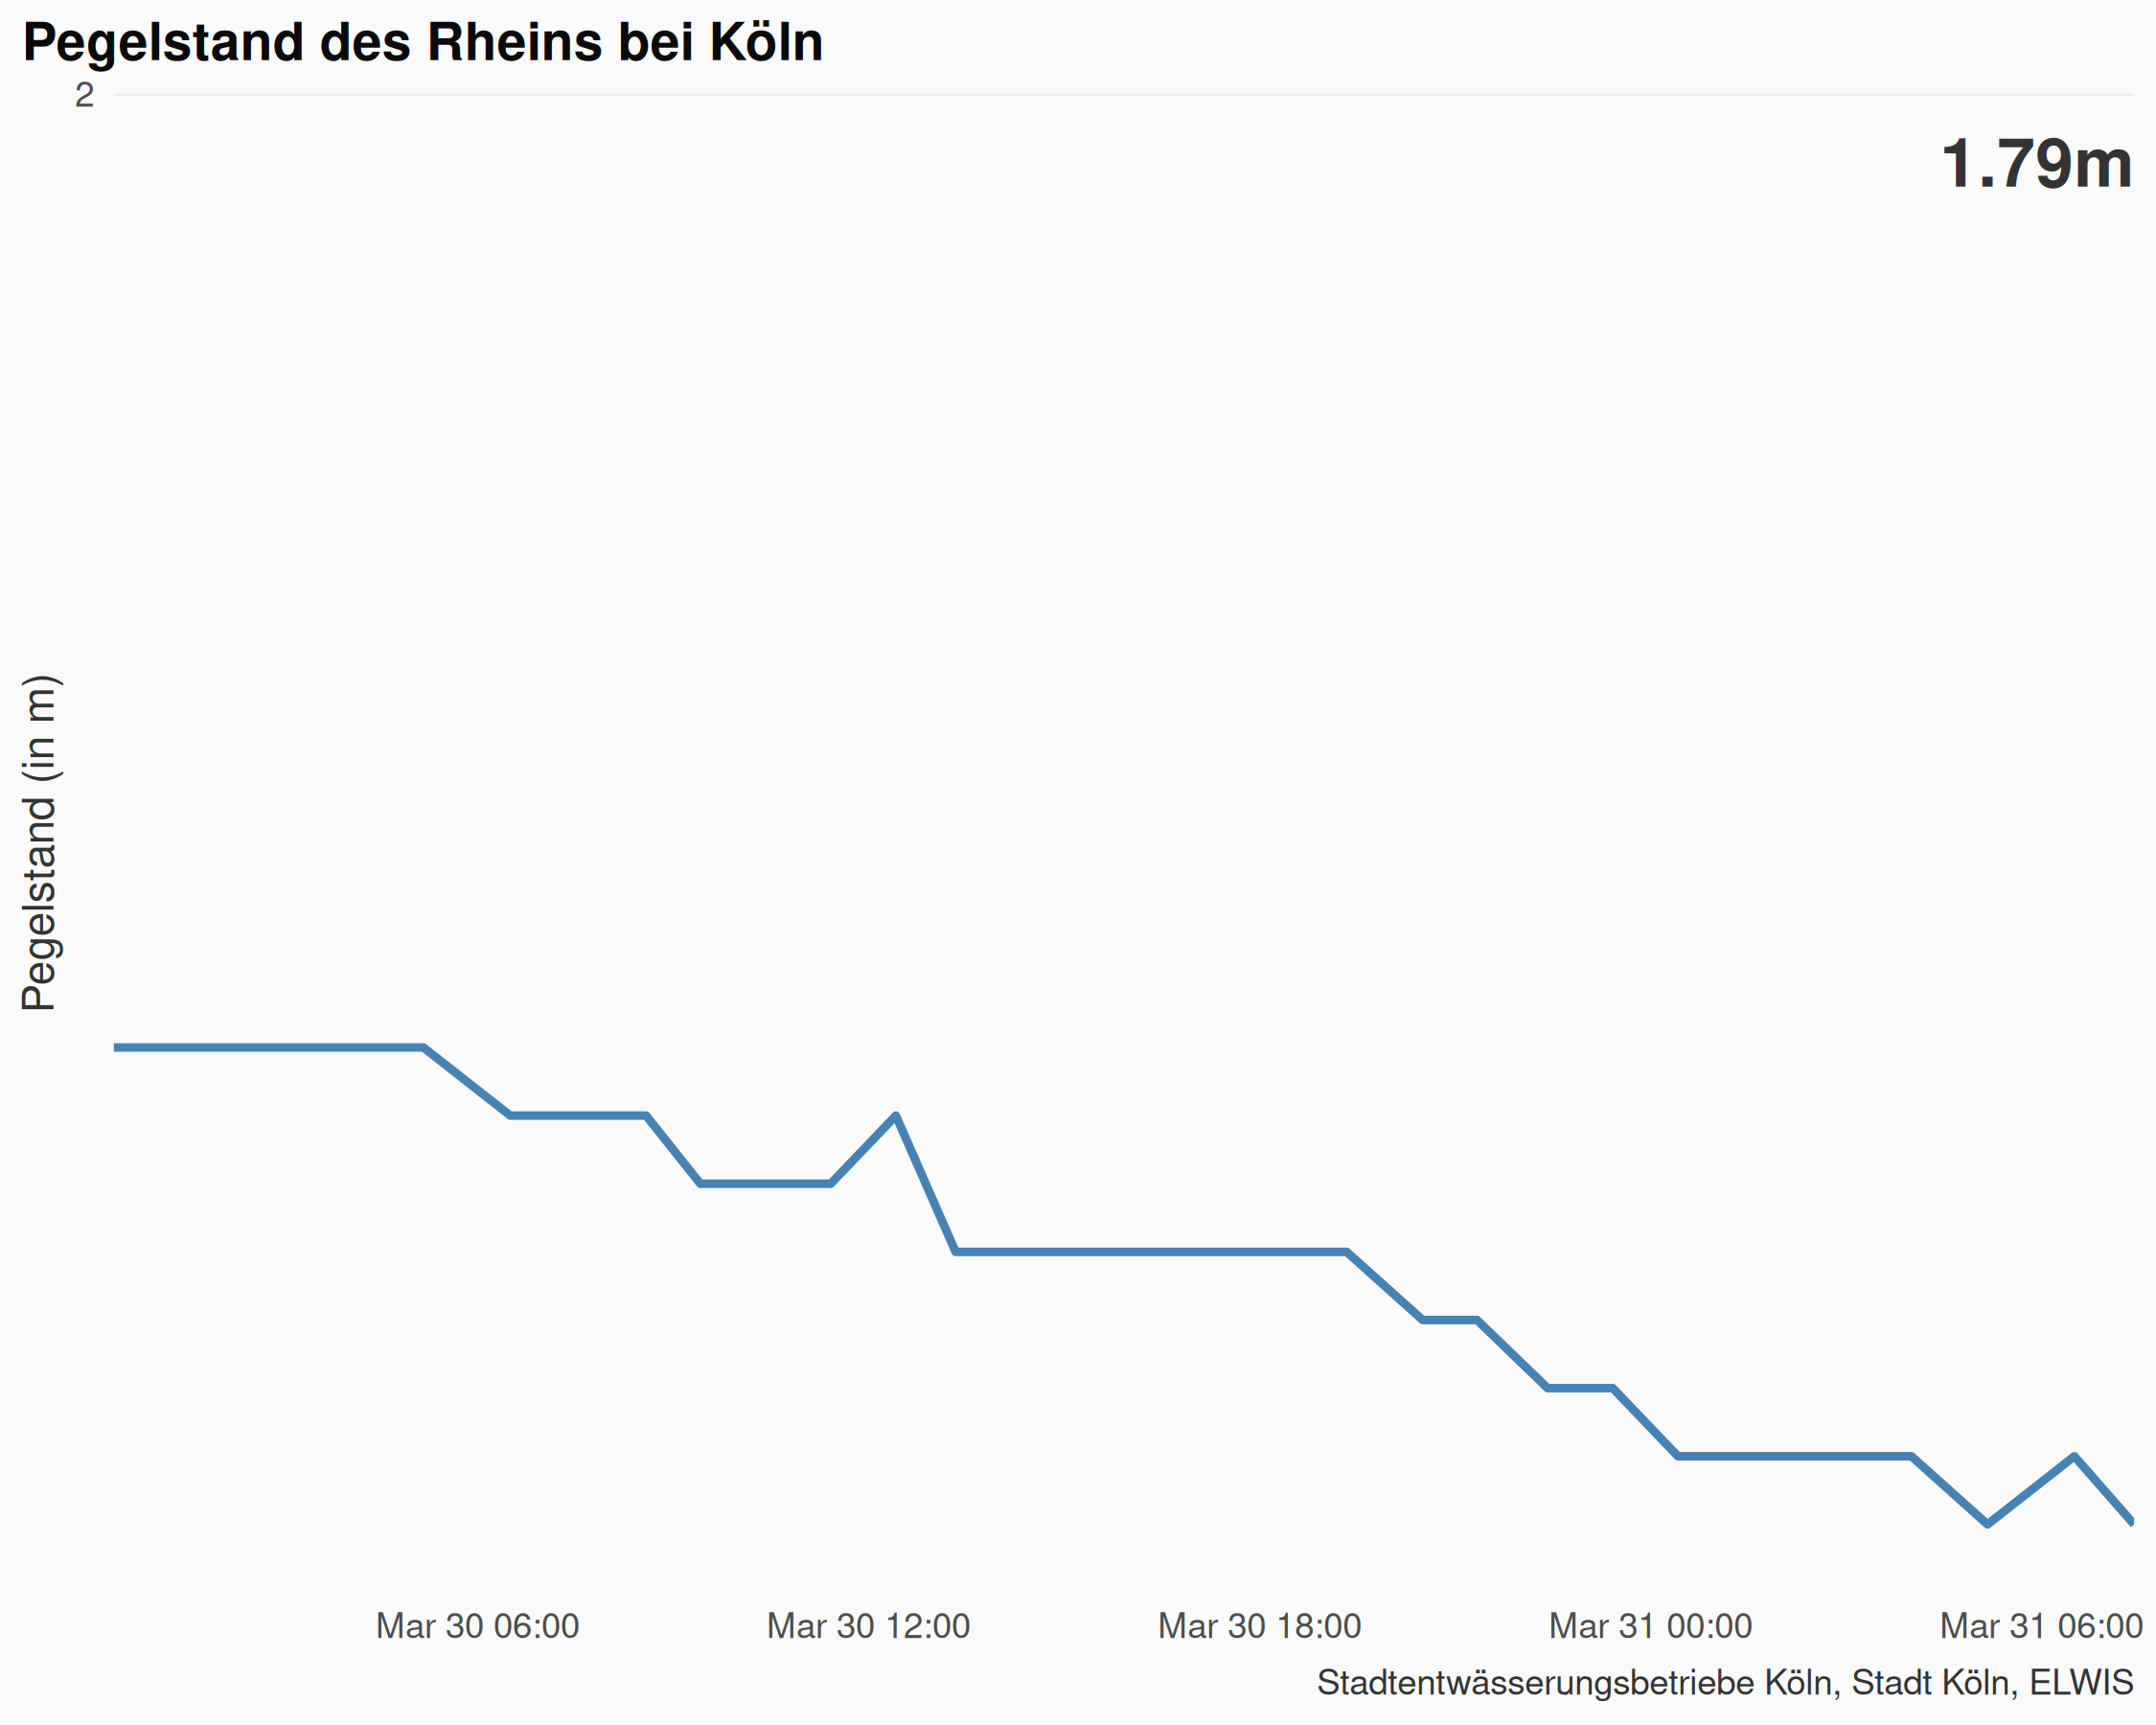 Pegelstand des Rheins bei Köln
2
1.79m
Pegelstand (in m)
Mar 30 06:00
Mar 30 12:00
Mar 30 18:00
Mar 31 00:00
Mar 31 06:00
Stadtentwässerungsbetriebe Köln, Stadt Köln, ELWIS